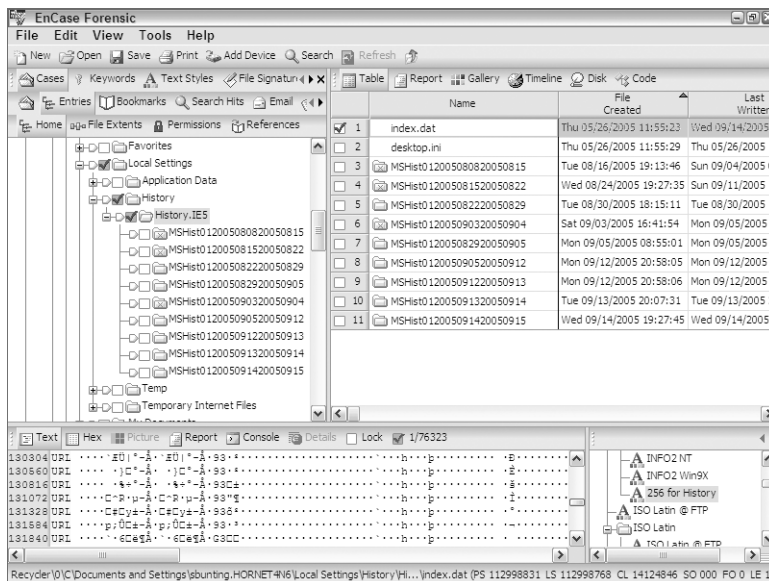 EnCase Forensic
File Edit View Tools Help
New Open Save Print Add Device Search Refresh
Cases Keywords Text Styles File Signatur
Entries Bookmarks Search Hits Email
Home File Extents Permissions References
Favorites
Local Settings
Application Data
History
History.IE5
MSHist012005080820050815
MSHist012005081520050822
MSHist012005082220050829
MSHist012005082920050905
MSHist012005090320050904
MSHist012005090520050912
MSHist012005091220050913
MSHist012005091320050914
MSHist012005091420050915
Temp
Temporary Internet Files
Table Report Gallery Timeline Disk Code
Name File Created Last Written
1 index.dat Thu 05/26/2005 11:55:23 Wed 09/14/2005
2 desktop.ini Thu 05/26/2005 11:55:29 Thu 05/26/2005
3 MSHist012005080820050815 Tue 08/16/2005 19:13:46 Sun 09/04/2005
4 MSHist012005081520050822 Wed 08/24/2005 19:27:35 Sun 09/11/2005
5 MSHist012005082220050829 Tue 08/30/2005 18:15:11 Tue 08/30/2005
6 MSHist012005090320050904 Sat 09/03/2005 16:41:54 Mon 09/05/2005
7 MSHist012005082920050905 Mon 09/05/2005 08:55:01 Mon 09/05/2005
8 MSHist012005090520050912 Mon 09/12/2005 20:58:05 Mon 09/12/2005
9 MSHist012005091220050913 Mon 09/12/2005 20:58:06 Mon 09/12/2005
10 MSHist012005091320050914 Tue 09/13/2005 20:07:31 Tue 09/13/2005
11 MSHist012005091420050915 Wed 09/14/2005 19:27:45 Wed 09/14/2005
Text Hex Picture Report Console Details Lock 1/76323
130304 URL
130560 URL
130816 URL
131072 URL
131328 URL
131584 URL
131840 URL
INFO2 NT
INFO2 Win9X
256 for History
ISO Latin @ FTP
ISO Latin
ISO Latin @ FTP
Recycler\0\C\Documents and Settings\sbunting.HORNET4N6\Local Settings\History\Hi...\index.dat (PS 112998831 LS 112998768 CL 14124846 SO 000 FO 0 LE 1